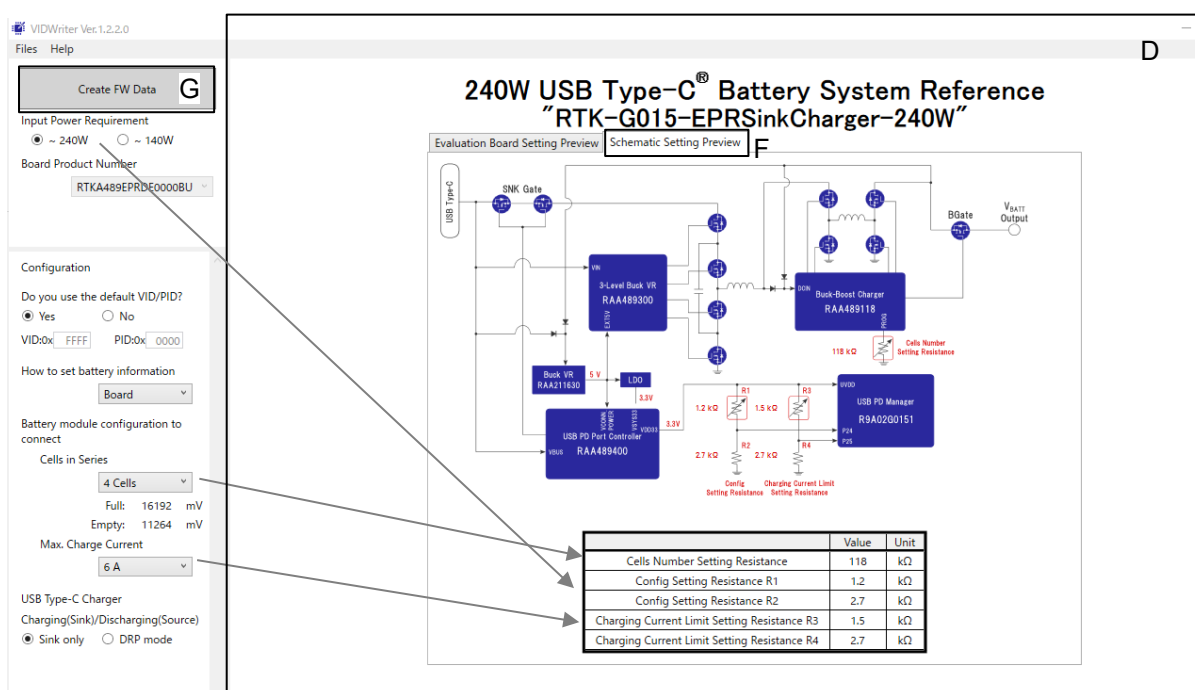 VIDWriter Ver.1.2.2.0
Files Help
D
Create FW Data G
Input Power Requirement
~ 240W ~ 140W
Board Product Number
RTKA489EPRDE0000BU
Configuration
Do you use the default VID/PID?
Yes No
VID:0x FFFF PID:0x 0000
How to set battery information
Board
Battery module configuration to
connect
Cells in Series
4 Cells
Full: 16192 mV
Empty: 11264 mV
Max. Charge Current
6 A
USB Type-C Charger
Charging(Sink)/Discharging(Source)
Sink only DRP mode
240W USB Type-C® Battery System Reference
"RTK-G015-EPRSinkCharger-240W"
Evaluation Board Setting Preview Schematic Setting Preview F
USB Type-C
SNK Gate
BGate
VBATT
Output
VIN
3-Level Buck VR
RAA489300
EXT5V
DCIN
Buck-Boost Charger
RAA489118
PROG
118 kΩ
Cells Number
Setting Resistance
Buck VR
RAA211630
5 V
LDO
3.3V
VCONN
POWER
VSYS33
VDD33
3.3V
USB PD Port Controller
RAA489400
VBUS
R1
1.2 kΩ
R3
1.5 kΩ
R2
2.7 kΩ
R4
2.7 kΩ
UVDD
USB PD Manager
R9A02G0151
P24
P25
Config
Setting Resistance
Charging Current Limit
Setting Resistance
Value Unit
Cells Number Setting Resistance 118 kΩ
Config Setting Resistance R1 1.2 kΩ
Config Setting Resistance R2 2.7 kΩ
Charging Current Limit Setting Resistance R3 1.5 kΩ
Charging Current Limit Setting Resistance R4 2.7 kΩ